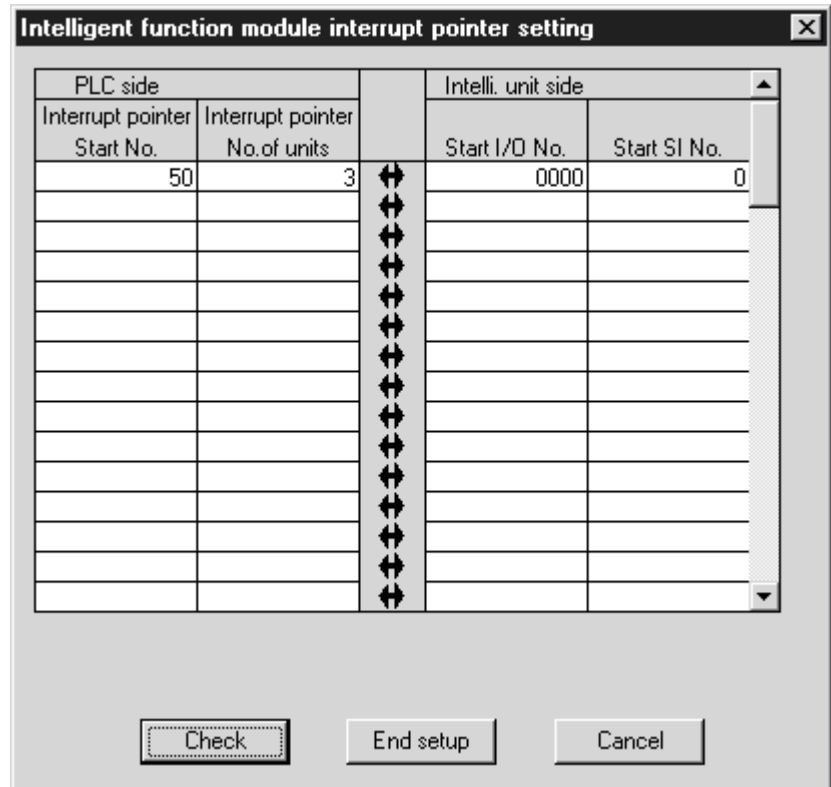 Intelligent function module interrupt pointer setting
PLC side Intelli. unit side
Interrupt pointer Interrupt pointer
Start No. No.of units Start I/O No. Start SI No.
50 3 0000 0
Check End setup Cancel